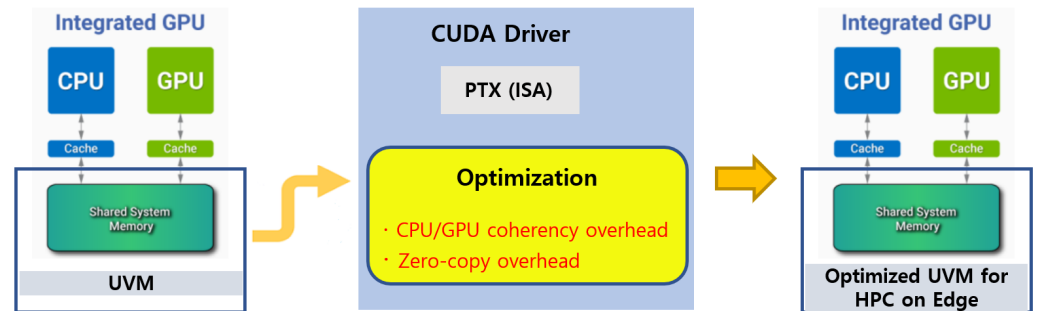 Integrated GPU
CPU GPU
Cache Cache
Shared System
Memory
UVM
CUDA Driver
PTX (ISA)
Optimization
· CPU/GPU coherency overhead
· Zero-copy overhead
Integrated GPU
CPU GPU
Cache Cache
Shared System
Memory
Optimized UVM for
HPC on Edge